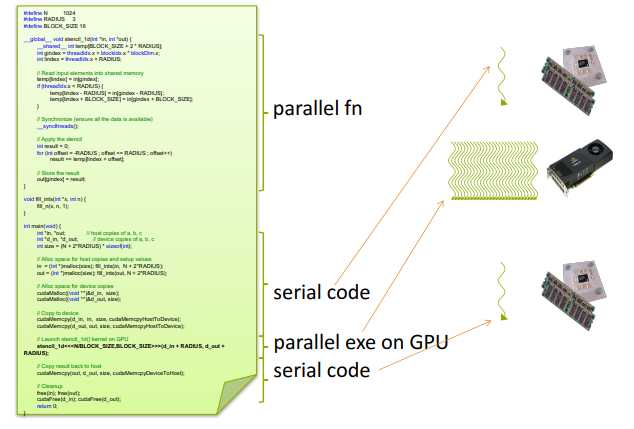 #define N 1024
#define RADIUS 3
#define BLOCK_SIZE 16
__global__ void stencil_1d(int *in, int *out) {
__shared__ int temp[BLOCK_SIZE + 2 * RADIUS];
int gindex = threadIdx.x + blockIdx.x * blockDim.x;
int lindex = threadIdx.x + RADIUS;
// Read input elements into shared memory
temp[lindex] = in[gindex];
if (threadIdx.x < RADIUS) {
temp[lindex - RADIUS] = in[gindex - RADIUS];
temp[lindex + BLOCK_SIZE] = in[gindex + BLOCK_SIZE];
}
// Synchronize (ensure all the data is available)
__syncthreads();
// Apply the stencil
int result = 0;
for (int offset = -RADIUS ; offset <= RADIUS ; offset++)
result += temp[lindex + offset];
// Store the result
out[gindex] = result;
}
void fill_ints(int *x, int n) {
fill_n(x, n, 1);
}
int main(void) {
int *in, *out; // host copies of a, b, c
int *d_in, *d_out; // device copies of a, b, c
int size = (N + 2*RADIUS) * sizeof(int);
// Alloc space for host copies and setup values
in = (int *)malloc(size); fill_ints(in, N + 2*RADIUS);
out = (int *)malloc(size); fill_ints(out, N + 2*RADIUS);
// Alloc space for device copies
cudaMalloc((void **)&d_in, size);
cudaMalloc((void **)&d_out, size);
// Copy to device
cudaMemcpy(d_in, in, size, cudaMemcpyHostToDevice);
cudaMemcpy(d_out, out, size, cudaMemcpyHostToDevice);
// Launch stencil_1d() kernel on GPU
stencil_1d<<<N/BLOCK_SIZE,BLOCK_SIZE>>>(d_in + RADIUS, d_out +
RADIUS);
// Copy result back to host
cudaMemcpy(out, d_out, size, cudaMemcpyDeviceToHost);
// Cleanup
free(in); free(out);
cudaFree(d_in); cudaFree(d_out);
return 0;
}
parallel fn
serial code
parallel exe on GPU
serial code